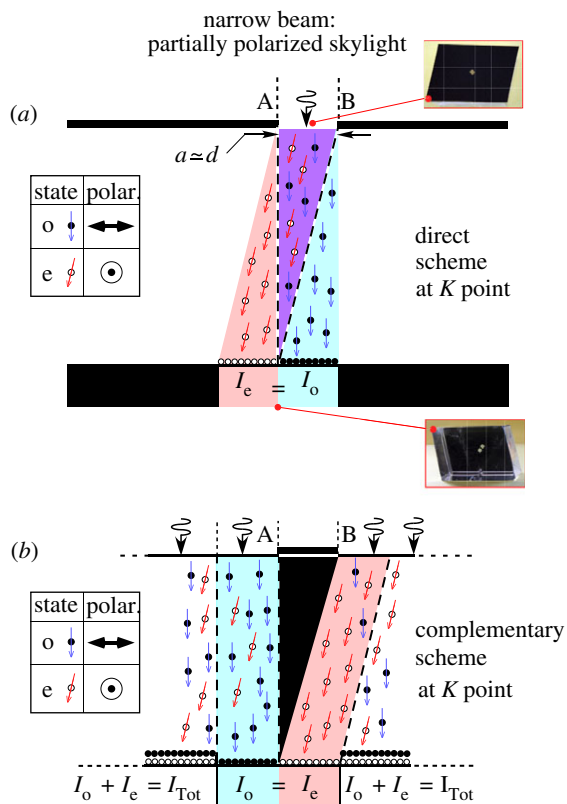 narrow beam:
partially polarized skylight
(a)
A B
a ≃ d
state polar.
o
e
direct
scheme
at K point
I_e = I_o
(b)
A B
state polar.
o
e
complementary
scheme
at K point
I_o + I_e = I_Tot I_o = I_e I_o + I_e = I_Tot